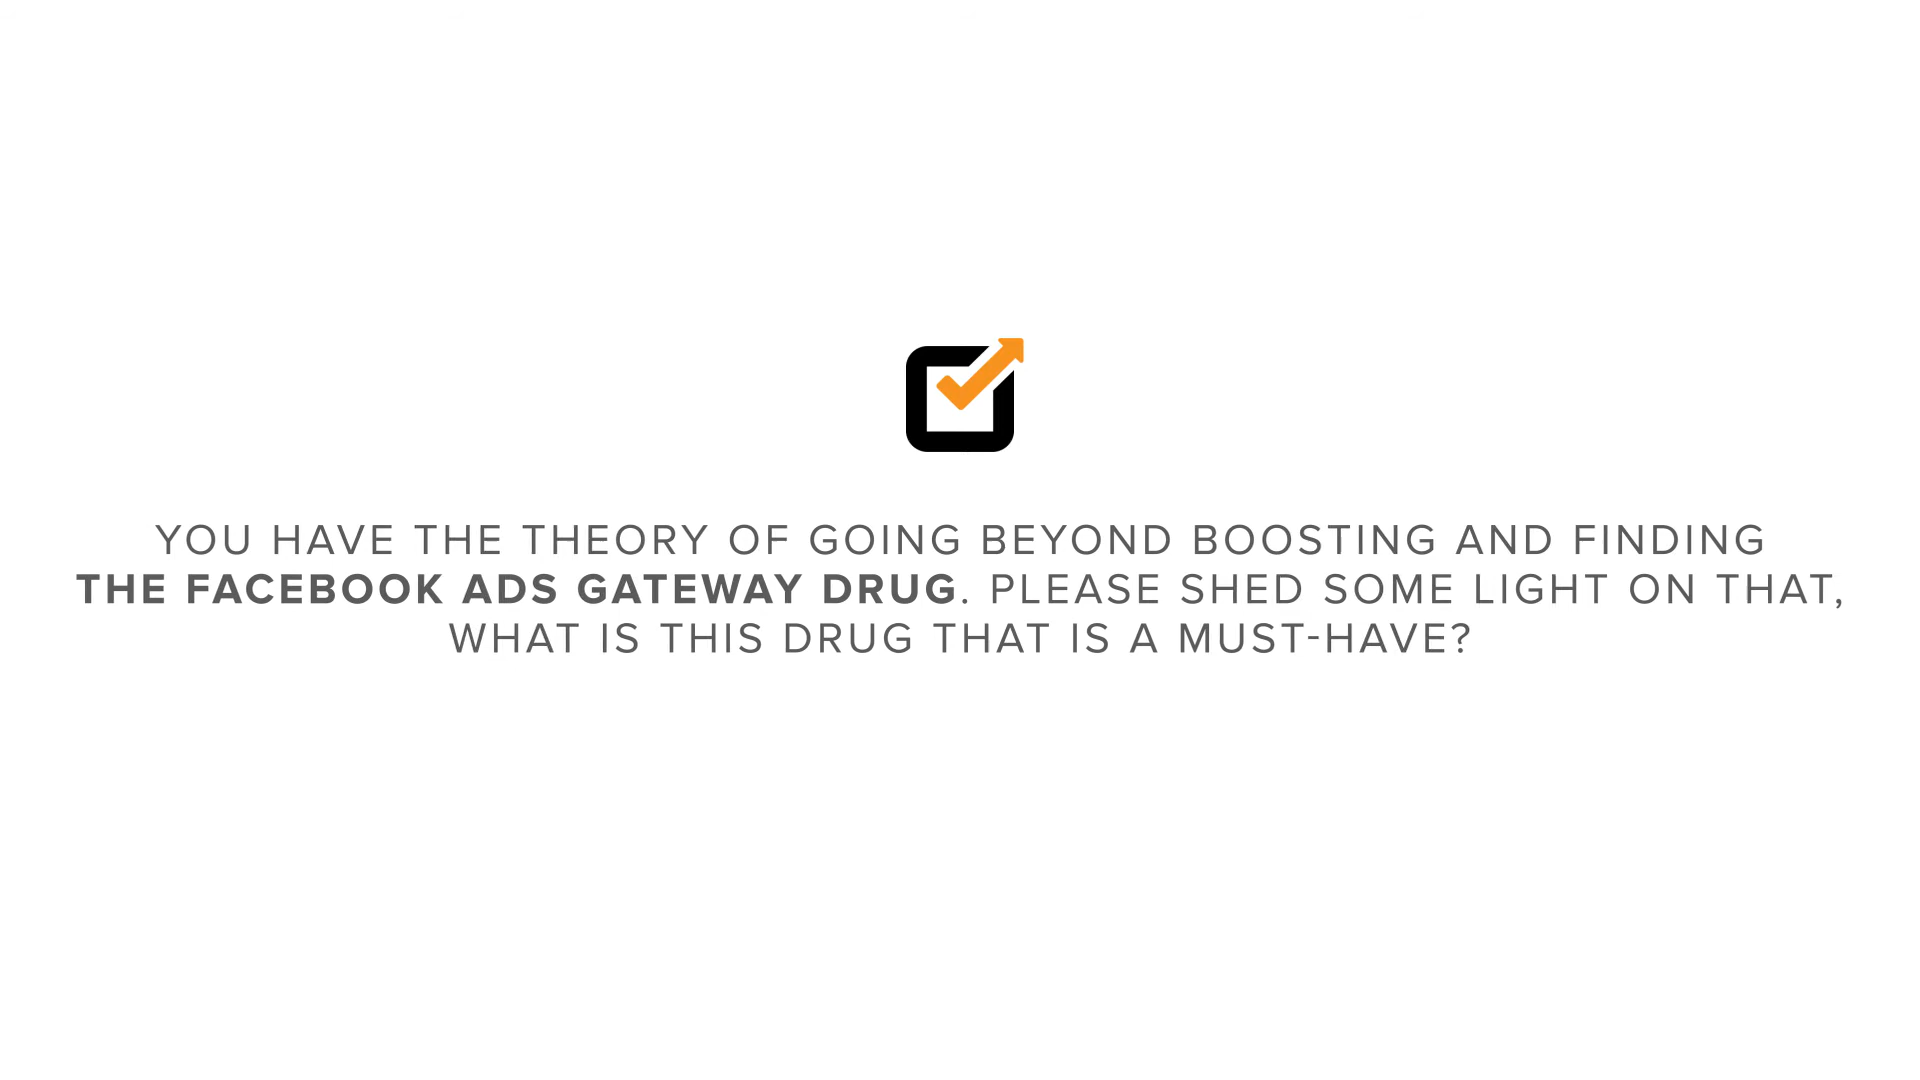 YOU HAVE THE THEORY OF GOING BEYOND BOOSTING AND FINDING
THE FACEBOOK ADS GATEWAY DRUG. PLEASE SHED SOME LIGHT ON THAT,
WHAT IS THIS DRUG THAT IS A MUST-HAVE?